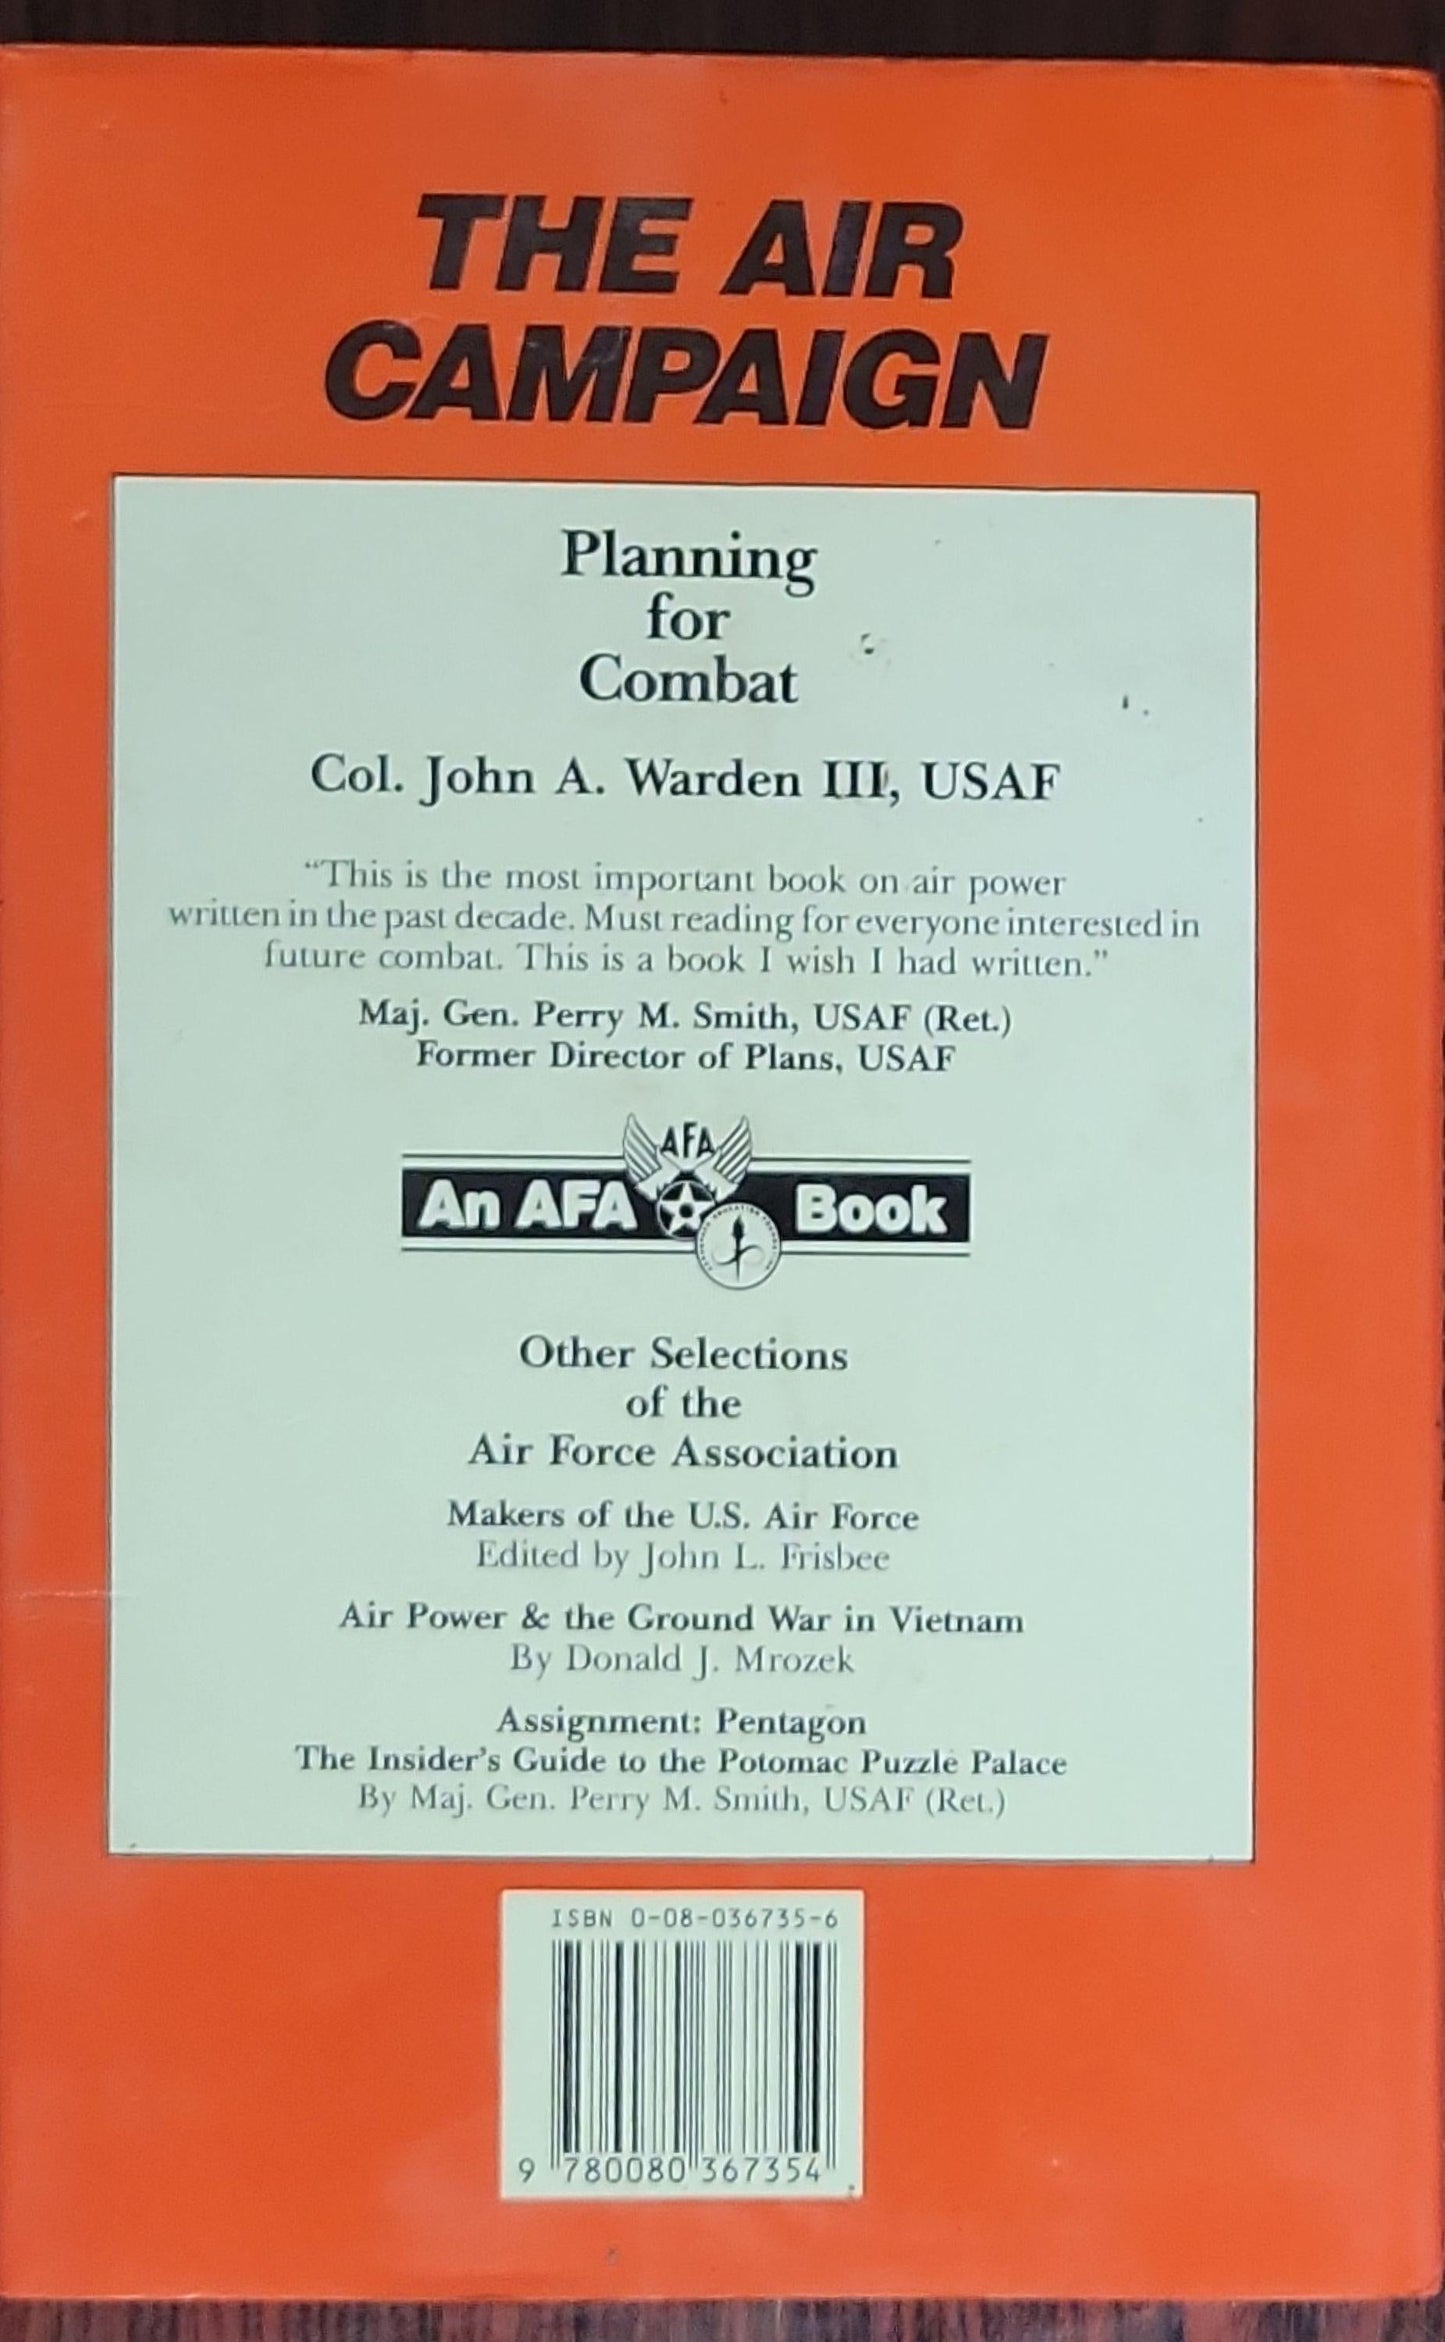 THE AIR
CAMPAIGN
Planning
for
Combat
Col. John A. Warden III, USAF
“This is the most important book on air power
written in the past decade. Must reading for everyone interested in
future combat. This is a book I wish I had written.”
Maj. Gen. Perry M. Smith, USAF (Ret.)
Former Director of Plans, USAF
AFA
An AFA Book
Other Selections
of the
Air Force Association
Makers of the U.S. Air Force
Edited by John L. Frisbee
Air Power & the Ground War in Vietnam
By Donald J. Mrozek
Assignment: Pentagon
The Insider’s Guide to the Potomac Puzzle Palace
By Maj. Gen. Perry M. Smith, USAF (Ret.)
ISBN 0-08-036735-6
9 780080 367354